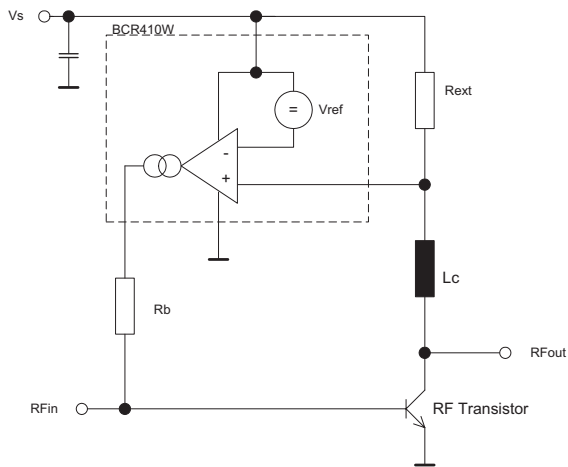 Vs
BCR410W
Rext
=
Vref
-
+
Lc
Rb
RFout
RFin
RF Transistor